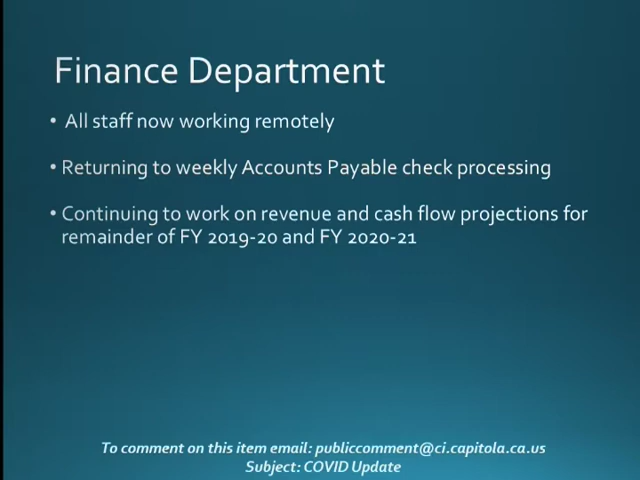 Finance Department
• All staff now working remotely
• Returning to weekly Accounts Payable check processing
• Continuing to work on revenue and cash flow projections for
remainder of FY 2019-20 and FY 2020-21
To comment on this item email: publiccomment@ci.capitola.ca.us
Subject: COVID Update